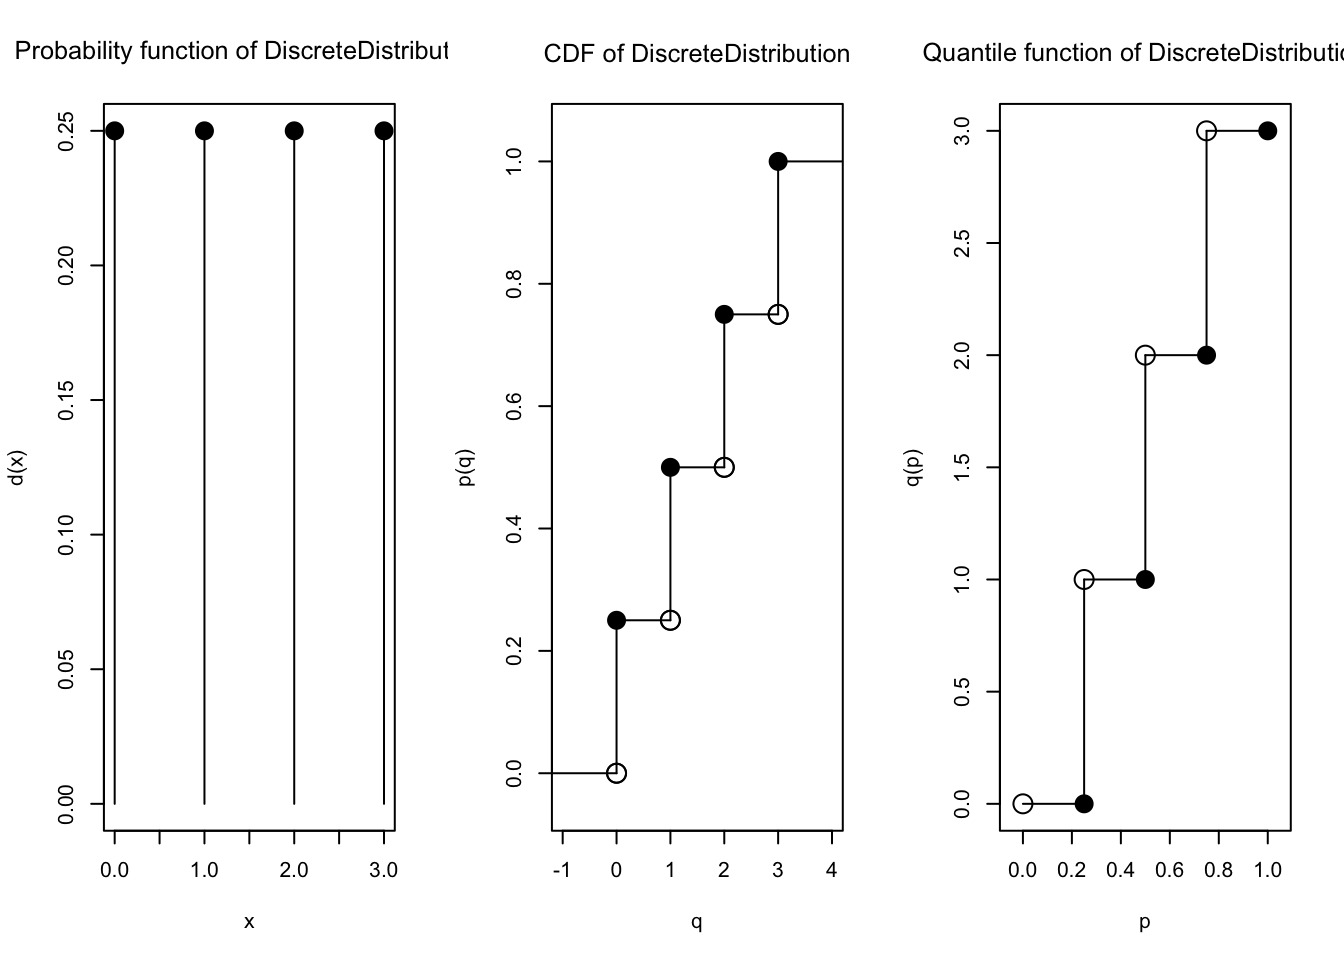 Probability function of DiscreteDistribut
0.25
0.20
0.15
0.10
0.05
0.00
d(x)
0.0 1.0 2.0 3.0
x
CDF of DiscreteDistribution
1.0
0.8
0.6
0.4
0.2
0.0
p(q)
-1 0 1 2 3 4
q
Quantile function of DiscreteDistributio
3.0
2.5
2.0
1.5
1.0
0.5
0.0
q(p)
0.0 0.2 0.4 0.6 0.8 1.0
p